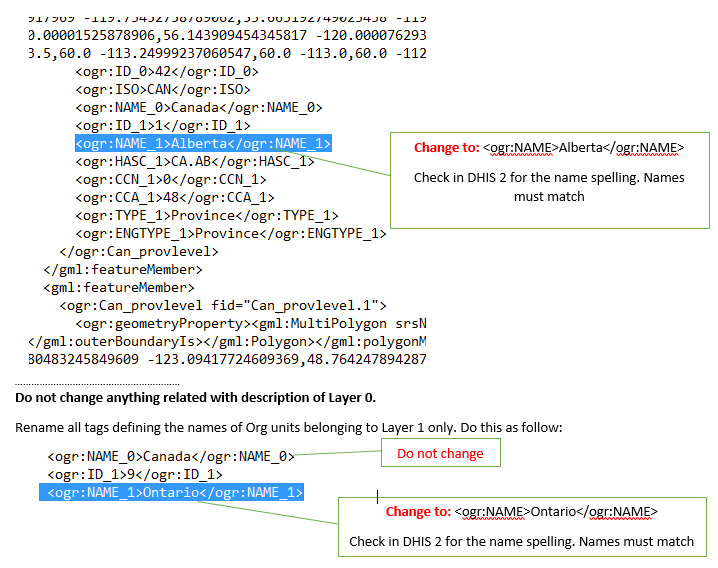 0.00001525878906,56.143909454345817 -120.000076293
3.5,60.0 -113.24999237060547,60.0 -113.0,60.0 -112
<ogr:ID_0>42</ogr:ID_0>
<ogr:ISO>CAN</ogr:ISO>
<ogr:NAME_0>Canada</ogr:NAME_0>
<ogr:ID_1>1</ogr:ID_1>
<ogr:NAME_1>Alberta</ogr:NAME_1>
Change to: <ogr:NAME>Alberta</ogr:NAME>
Check in DHIS 2 for the name spelling. Names
must match
<ogr:HASC_1>CA.AB</ogr:HASC_1>
<ogr:CCN_1>0</ogr:CCN_1>
<ogr:CCA_1>48</ogr:CCA_1>
<ogr:TYPE_1>Province</ogr:TYPE_1>
<ogr:ENGTYPE_1>Province</ogr:ENGTYPE_1>
</ogr:Can_provlevel>
</gml:featureMember>
<gml:featureMember>
<ogr:Can_provlevel fid="Can_provlevel.1">
<ogr:geometryProperty><gml:MultiPolygon srsN
</gml:outerBoundaryIs></gml:Polygon></gml:polygonM
80483245849609 -123.09417724609369,48.764247894287
Do not change anything related with description of Layer 0.
Rename all tags defining the names of Org units belonging to Layer 1 only. Do this as follow:
<ogr:NAME_0>Canada</ogr:NAME_0>
Do not change
<ogr:ID_1>9</ogr:ID_1>
<ogr:NAME_1>Ontario</ogr:NAME_1>
Change to: <ogr:NAME>Ontario</ogr:NAME>
Check in DHIS 2 for the name spelling. Names must match